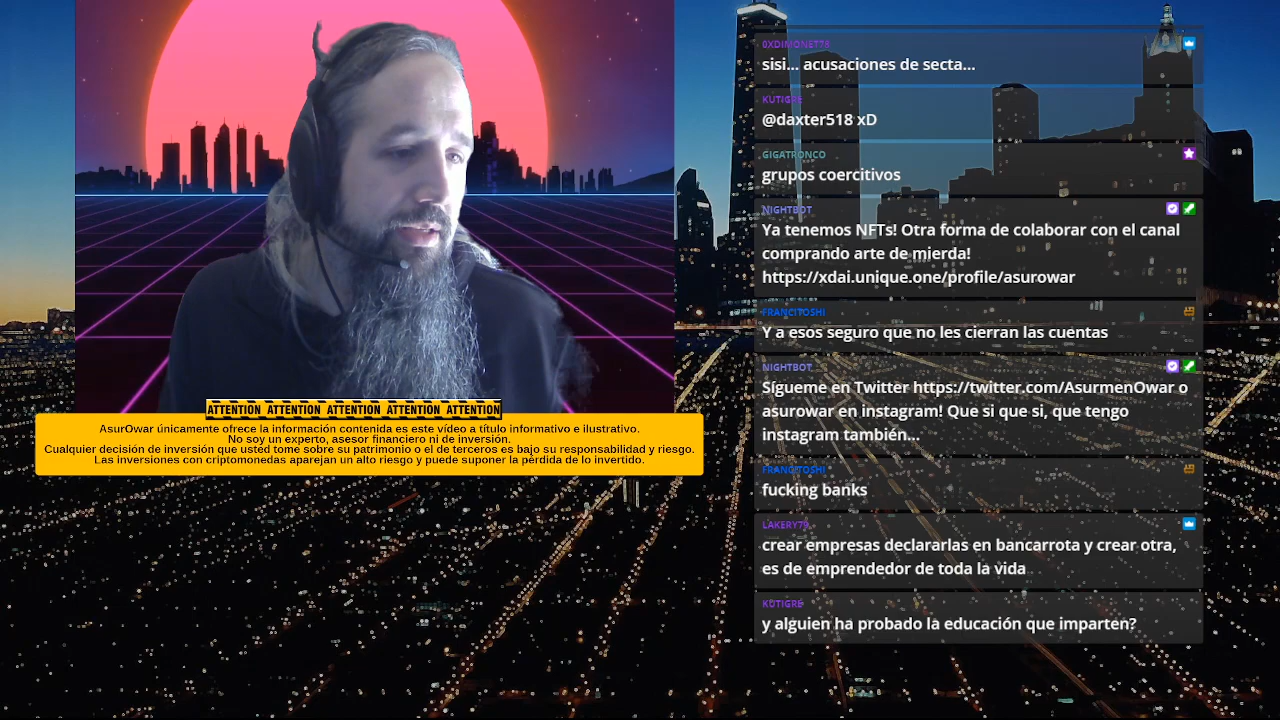 ATTENTION ATTENTION ATTENTION ATTENTION ATTENTION
AsurOwar únicamente ofrece la información contenida es este vídeo a título informativo e ilustrativo.
No soy un experto, asesor financiero ni de inversión.
Cualquier decisión de inversión que usted tome sobre su patrimonio o el de terceros es bajo su responsabilidad y riesgo.
Las inversiones con criptomonedas aparejan un alto riesgo y puede suponer la pérdida de lo invertido.
0XDIMONET78
sisi... acusaciones de secta...
KUTIGRE
@daxter518 xD
GIGATRONCO
grupos coercitivos
NIGHTBOT
Ya tenemos NFTs! Otra forma de colaborar con el canal
comprando arte de mierda!
https://xdai.unique.one/profile/asurowar
FRANCITOSHI
Y a esos seguro que no les cierran las cuentas
NIGHTBOT
Sígueme en Twitter https://twitter.com/AsurmenOwar o
asurowar en instagram! Que si que si, que tengo
instagram también...
FRANCITOSHI
fucking banks
LAKERY79
crear empresas declararlas en bancarrota y crear otra,
es de emprendedor de toda la vida
KUTIGRE
y alguien ha probado la educación que imparten?